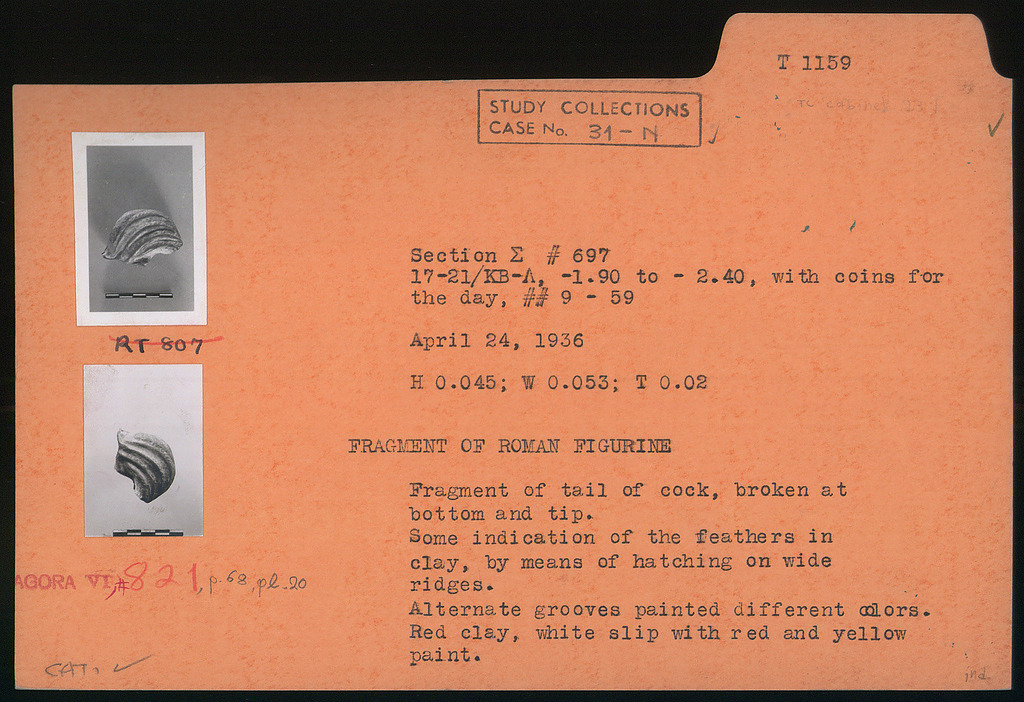 T 1159
TC cabinet
STUDY COLLECTIONS
CASE No. 31 - N
Section Σ # 697
17-21/KB-Λ, -1.90 to - 2.40, with coins for
the day, ## 9 - 59
April 24, 1936
H 0.045; W 0.053; T 0.02
RT 807
FRAGMENT OF ROMAN FIGURINE
Fragment of tail of cock, broken at
bottom and tip.
Some indication of the feathers in
clay, by means of hatching on wide
ridges.
Alternate grooves painted different colors.
Red clay, white slip with red and yellow
paint.
AGORA VI, #821, p. 68, pl. 20
CAT. ✓
ind.